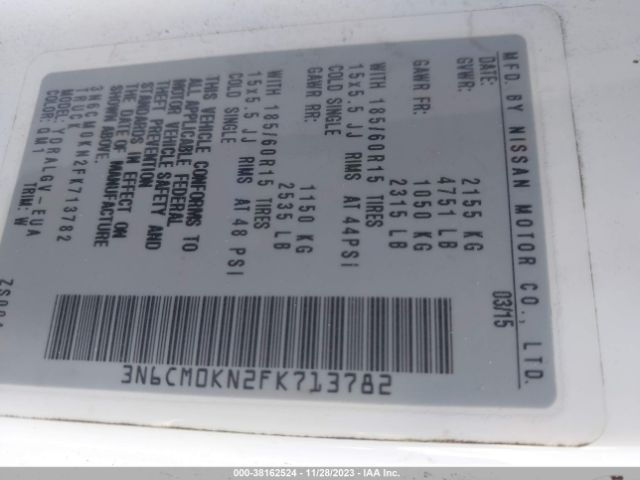 MFD. BY NISSAN MOTOR CO., LTD.
DATE: 03/15
GVWR: 2155 KG
4751 LB
GAWR FR: 1050 KG
2315 LB
WITH 185/60R15 TIRES
15x5.5 JJ RIMS AT 44PSI
COLD SINGLE
GAWR RR: 1150 KG
2535 LB
WITH 185/60R15 TIRES
15x5.5 JJ RIMS AT 48 PSI
COLD SINGLE
THIS VEHICLE CONFORMS TO
ALL APPLICABLE FEDERAL
MOTOR VEHICLE SAFETY AND
THEFT PREVENTION
STANDARDS IN EFFECT ON
THE DATE OF MANUFACTURE
SHOWN ABOVE.
3N6CM0KN2FK713782
TRUCK
MODEL: YDRALGV-EUA
COLOR: QM1 TRIM: W
3N6CM0KN2FK713782
000-38162524 | 11/28/2023 - IAA Inc.